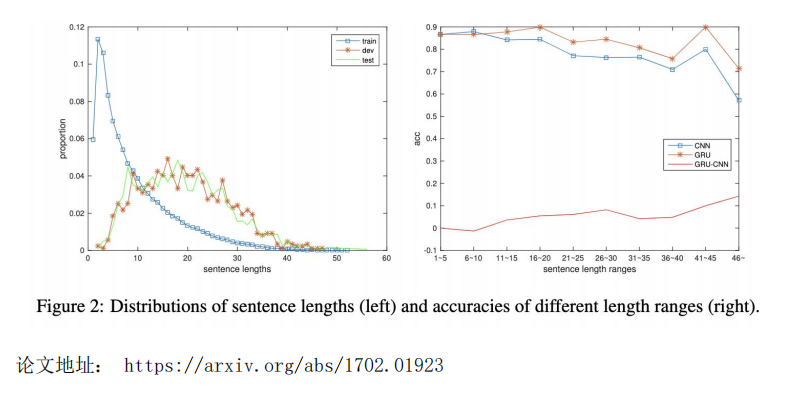 0.12
0.1
0.08
0.06
0.04
0.02
0
proportion
0 10 20 30 40 50 60
sentence lengths
train
dev
test
0.9
0.8
0.7
0.6
0.5
0.4
0.3
0.2
0.1
0
-0.1
acc
1~5 6~10 11~15 16~20 21~25 26~30 31~35 36~40 41~45 46~
sentence length ranges
CNN
GRU
GRU-CNN
Figure 2: Distributions of sentence lengths (left) and accuracies of different length ranges (right).
论文地址： https://arxiv.org/abs/1702.01923